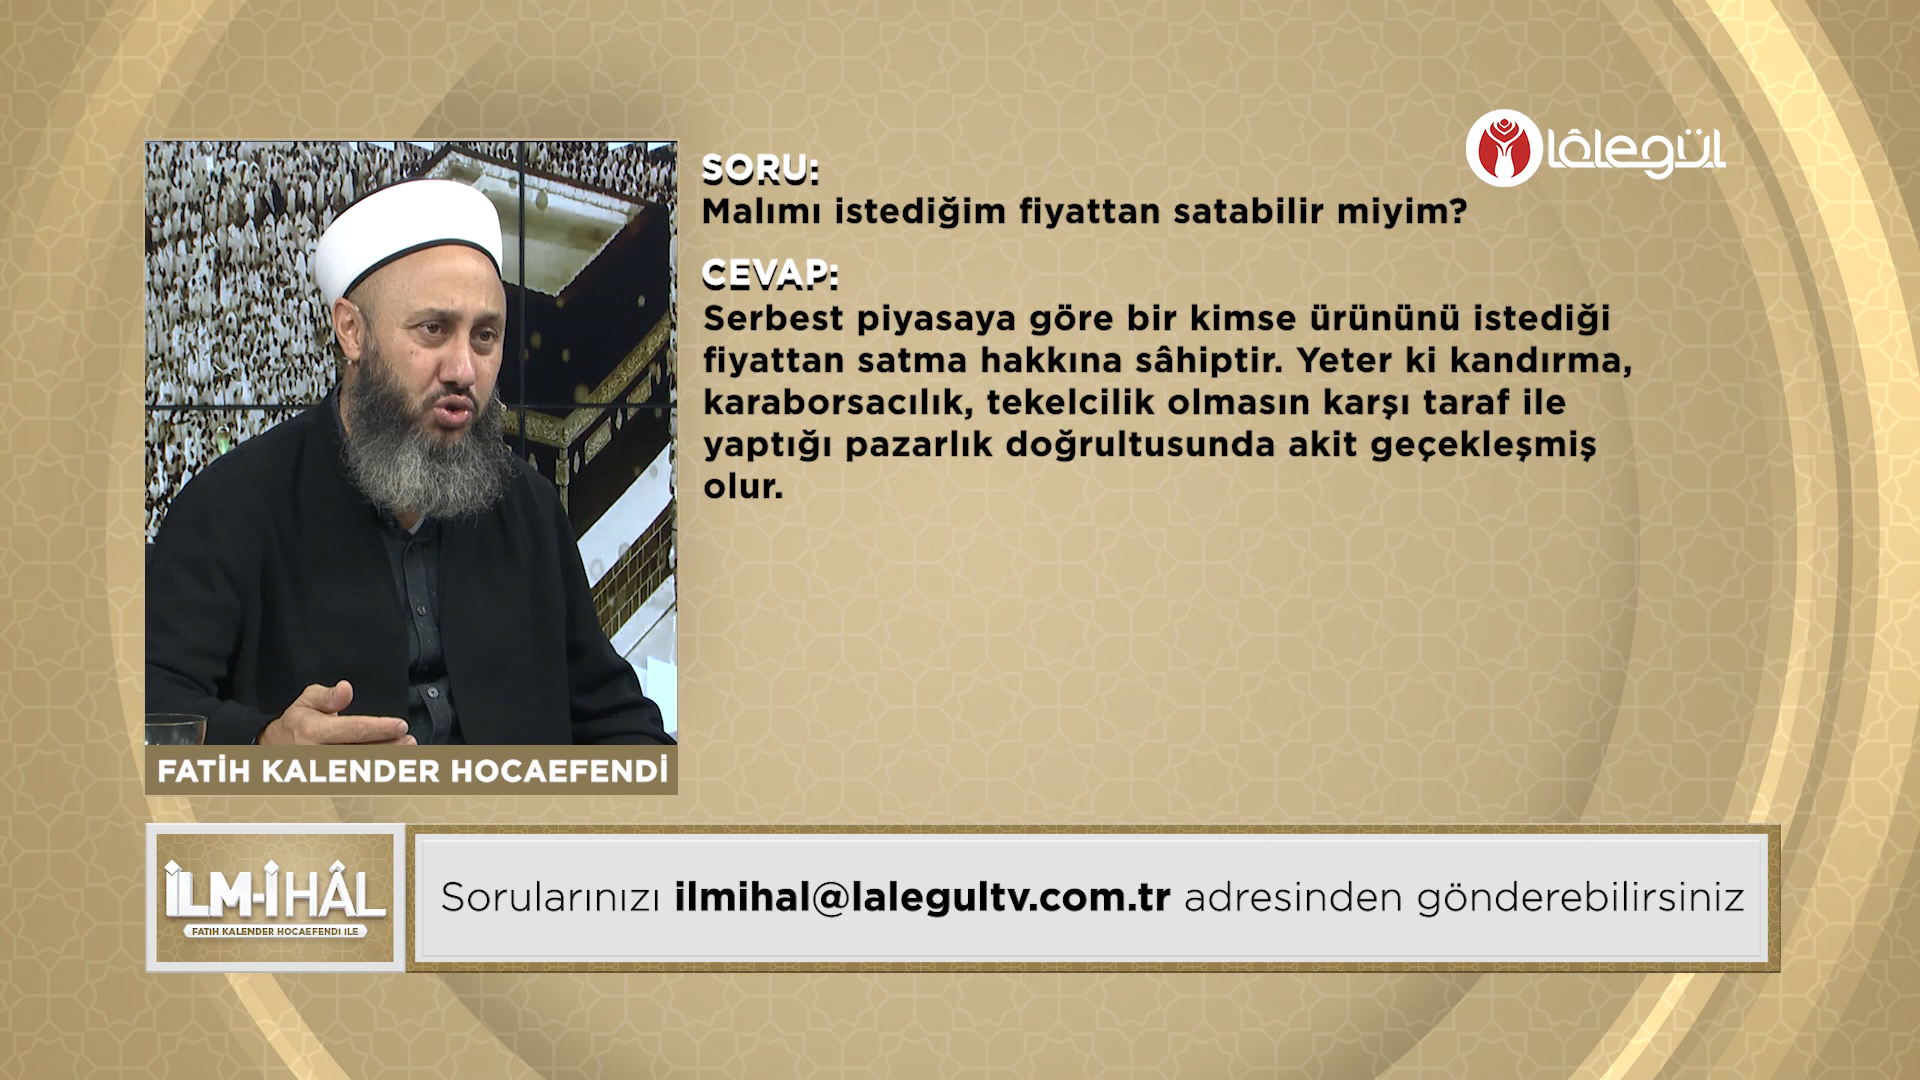 lâlegül
SORU:
Malımı istediğim fiyattan satabilir miyim?
CEVAP:
Serbest piyasaya göre bir kimse ürününü istediği
fiyattan satma hakkına sâhiptir. Yeter ki kandırma,
karaborsacılık, tekelcilik olmasın karşı taraf ile
yaptığı pazarlık doğrultusunda akit geçekleşmiş
olur.
FATİH KALENDER HOCAEFENDİ
İLM-İ HÂL
FATIH KALENDER HOCAEFENDI ILE
Sorularınızı ilmihal@lalegultv.com.tr adresinden gönderebilirsiniz